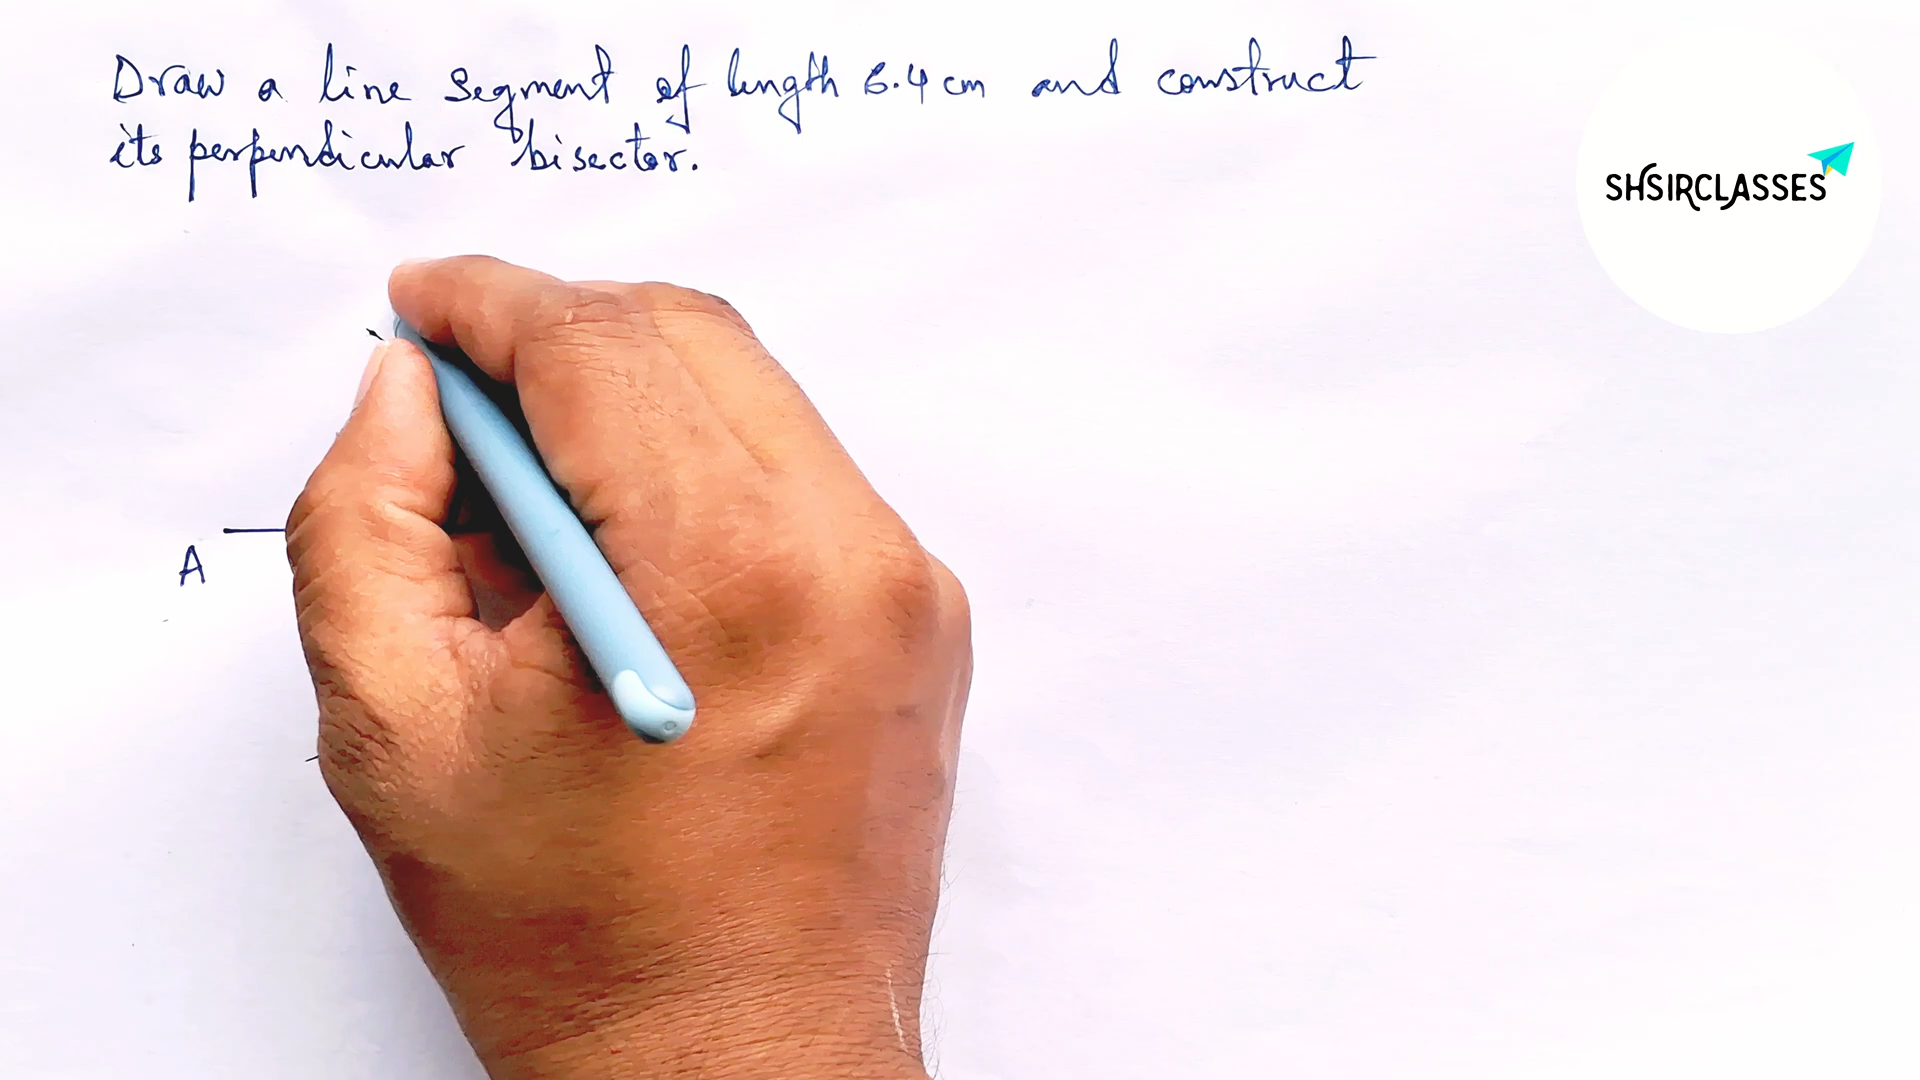 Draw a line segment of length 6.4 cm and construct
its perpendicular bisector.
SHSIRCLASSES
A